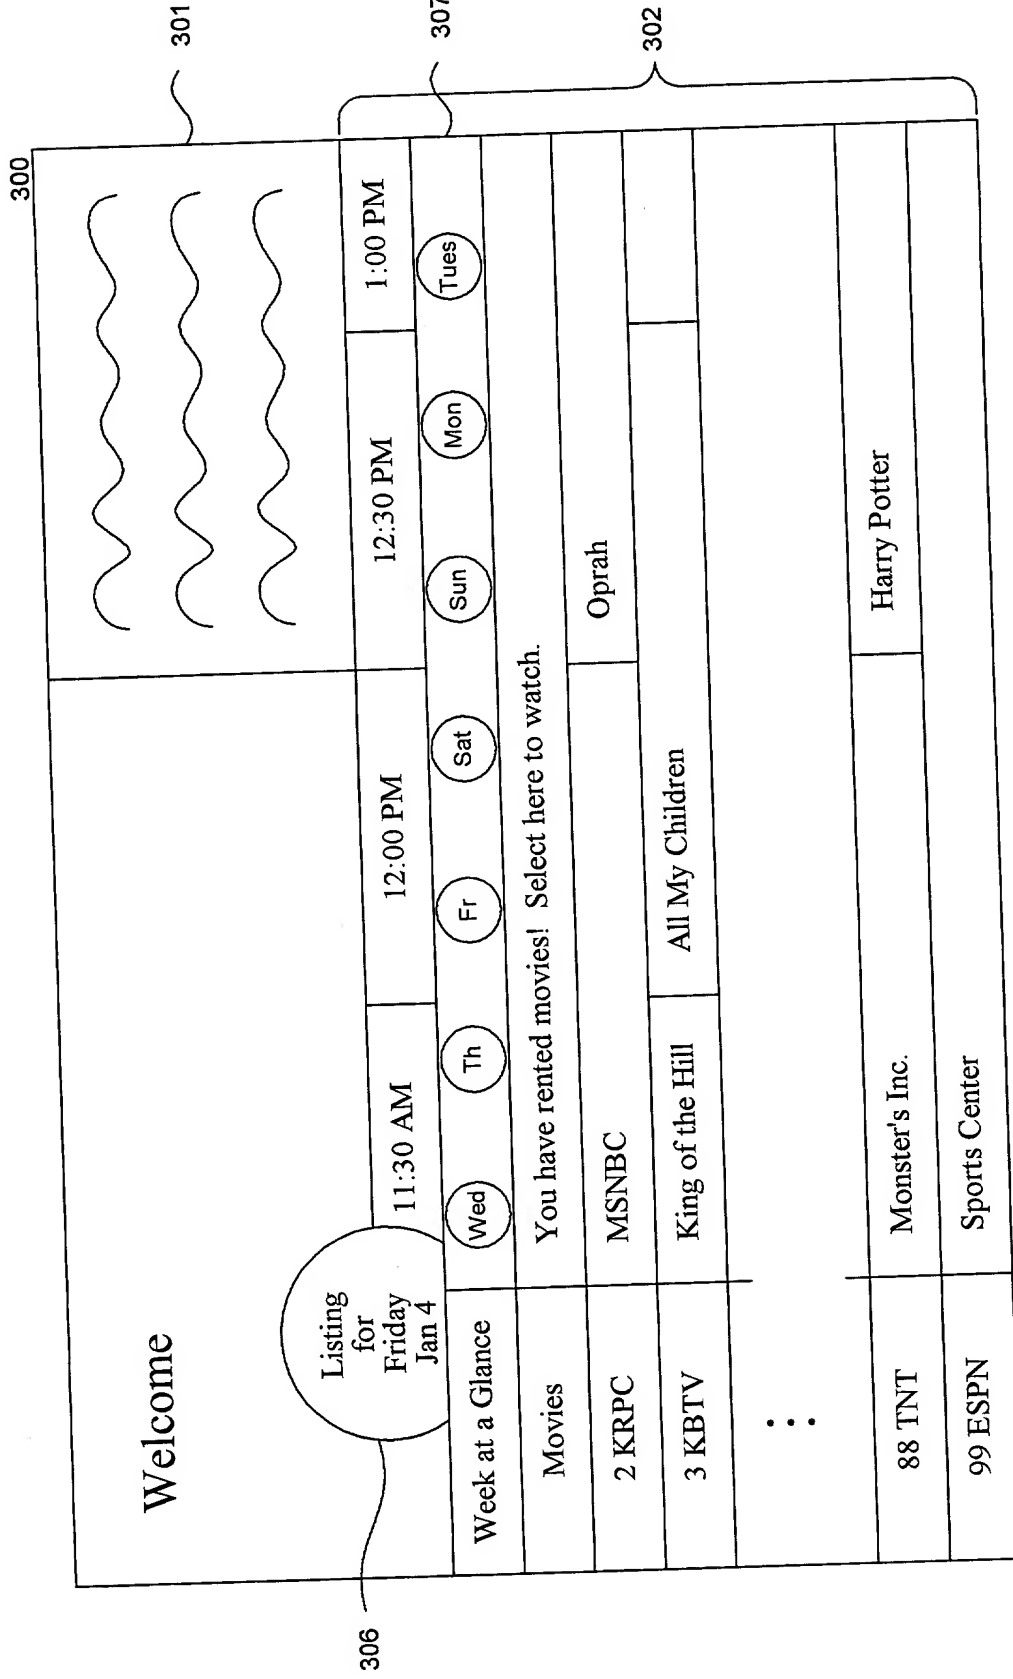 300
301
Welcome
Listing
for
Friday
Jan 4
306
11:30 AM 12:00 PM 12:30 PM 1:00 PM
Week at a Glance Wed Th Fr Sat Sun Mon Tues
307
Movies You have rented movies! Select here to watch.
2 KRPC MSNBC Oprah
3 KBTV King of the Hill All My Children
302
88 TNT Monster's Inc. Harry Potter
99 ESPN Sports Center